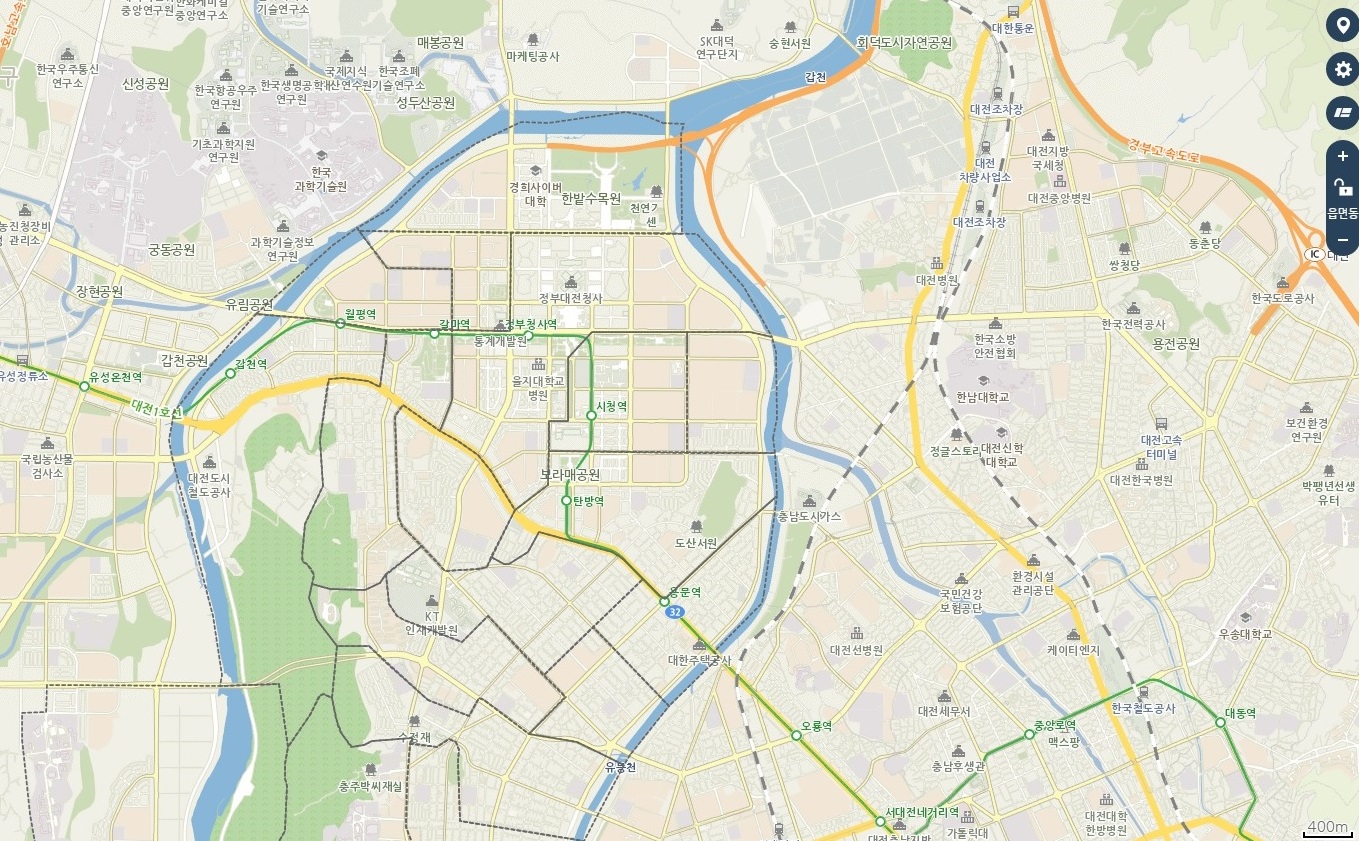 중앙연구원
중앙연구원
기술연구소
한국우주통신
연구소
신성공원
한국항공우주
연구원
한국생명공학
연구원
국제지식
한국조폐
기술연구소
매봉공원
성두산공원
마케팅공사
SK대덕
연구단지
숭현서원
회덕도시자연공원
갑천
대한통운
대전조차장
대전
차량사업소
대전조차장
대전지방
국세청
대전중앙병원
경부고속도로
기초과학지원
연구원
한국
과학기술원
경희사이버
대학
한밭수목원
농진청장비
관리소
궁동공원
과학기술정보
연구원
장현공원
유림공원
월평역
갈마역
정부청사역
통계개발원
정부대전청사
대전병원
쌍청당
동춘당
IC
한국도로공사
한국전력공사
용전공원
한국소방
안전협회
한남대학교
갑천공원
갑천역
유성온천역
유성정류소
대전1호선
을지대학교
병원
시청역
보라매공원
탄방역
국립농산물
검사소
대전도시
철도공사
정글스토리
대전신학
대학교
대전고속
터미널
대전한국병원
보건환경
연구원
박팽년선생
유터
충남도시가스
도산서원
용문역
32
대한주택공사
KT
인재개발원
국민건강
보험공단
환경시설
관리공단
케이티엔지
우송대학교
대전선병원
대전세무서
한국철도공사
대동역
중앙로역
맥스팡
오룡역
충남후생관
수정재
충주박씨재실
유등천
서대전네거리역
대전충남지방
가톨릭대
대전대학
한방병원
읍면동
400m